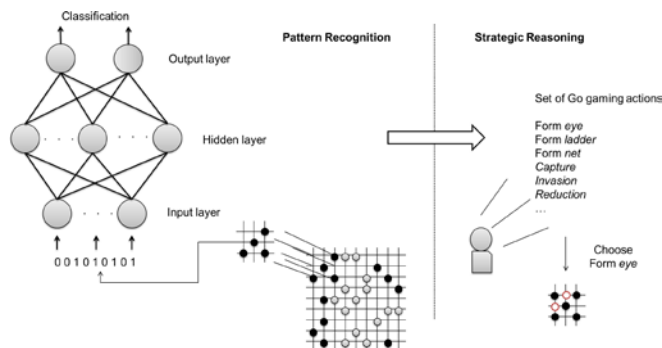 Classification
Output layer
Hidden layer
Input layer
0 0 1 0 1 0 1 0 1
Pattern Recognition
Strategic Reasoning
Set of Go gaming actions
Form eye
Form ladder
Form net
Capture
Invasion
Reduction
...
Choose
Form eye